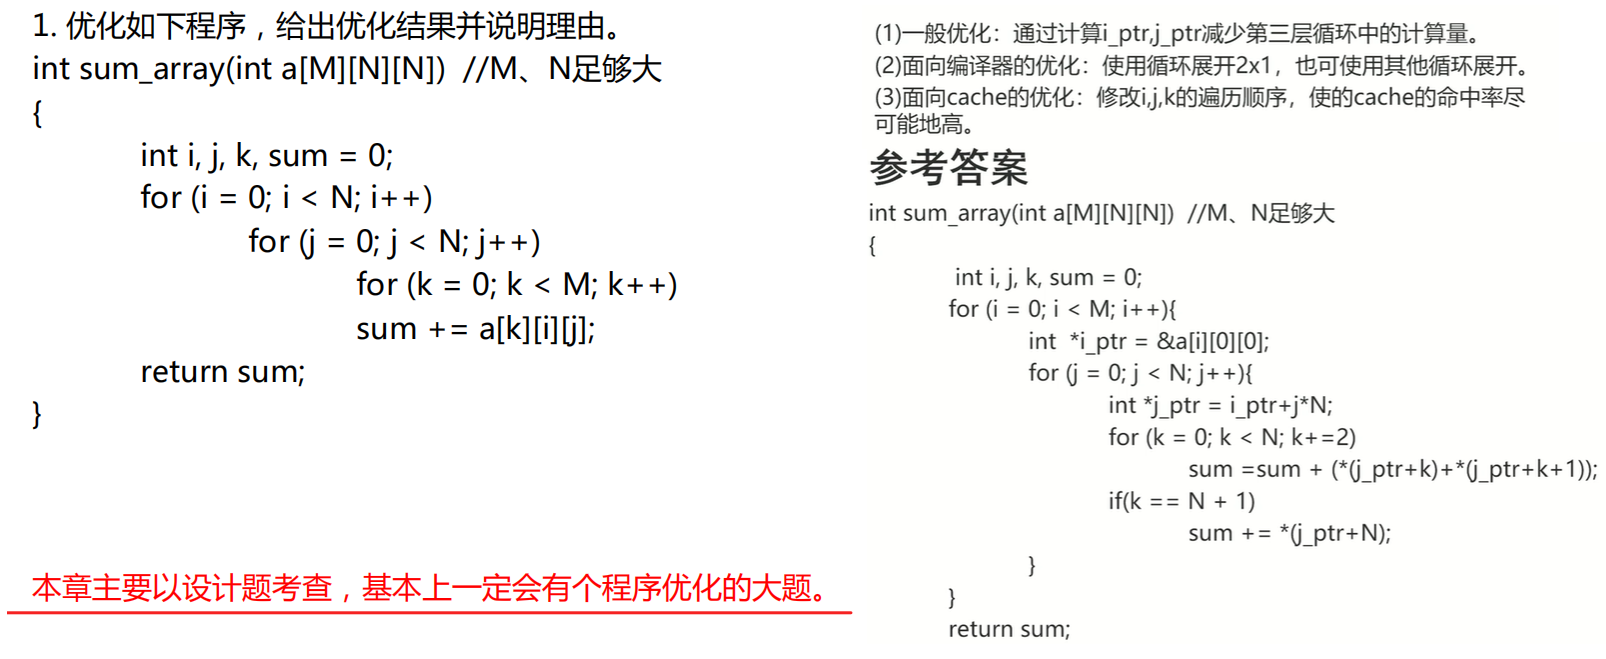 1. 优化如下程序，给出优化结果并说明理由。
int sum_array(int a[M][N][N])  //M、N足够大
{
int i, j, k, sum = 0;
for (i = 0; i < N; i++)
for (j = 0; j < N; j++)
for (k = 0; k < M; k++)
sum += a[k][i][j];
return sum;
}
本章主要以设计题考查，基本上一定会有个程序优化的大题。
(1)一般优化：通过计算i_ptr,j_ptr减少第三层循环中的计算量。
(2)面向编译器的优化：使用循环展开2x1，也可使用其他循环展开。
(3)面向cache的优化：修改i,j,k的遍历顺序，使的cache的命中率尽
可能地高。
参考答案
int sum_array(int a[M][N][N])  //M、N足够大
{
int i, j, k, sum = 0;
for (i = 0; i < M; i++){
int  *i_ptr = &a[i][0][0];
for (j = 0; j < N; j++){
int *j_ptr = i_ptr+j*N;
for (k = 0; k < N; k+=2)
sum =sum + (*(j_ptr+k)+*(j_ptr+k+1));
if(k == N + 1)
sum += *(j_ptr+N);
}
}
return sum;